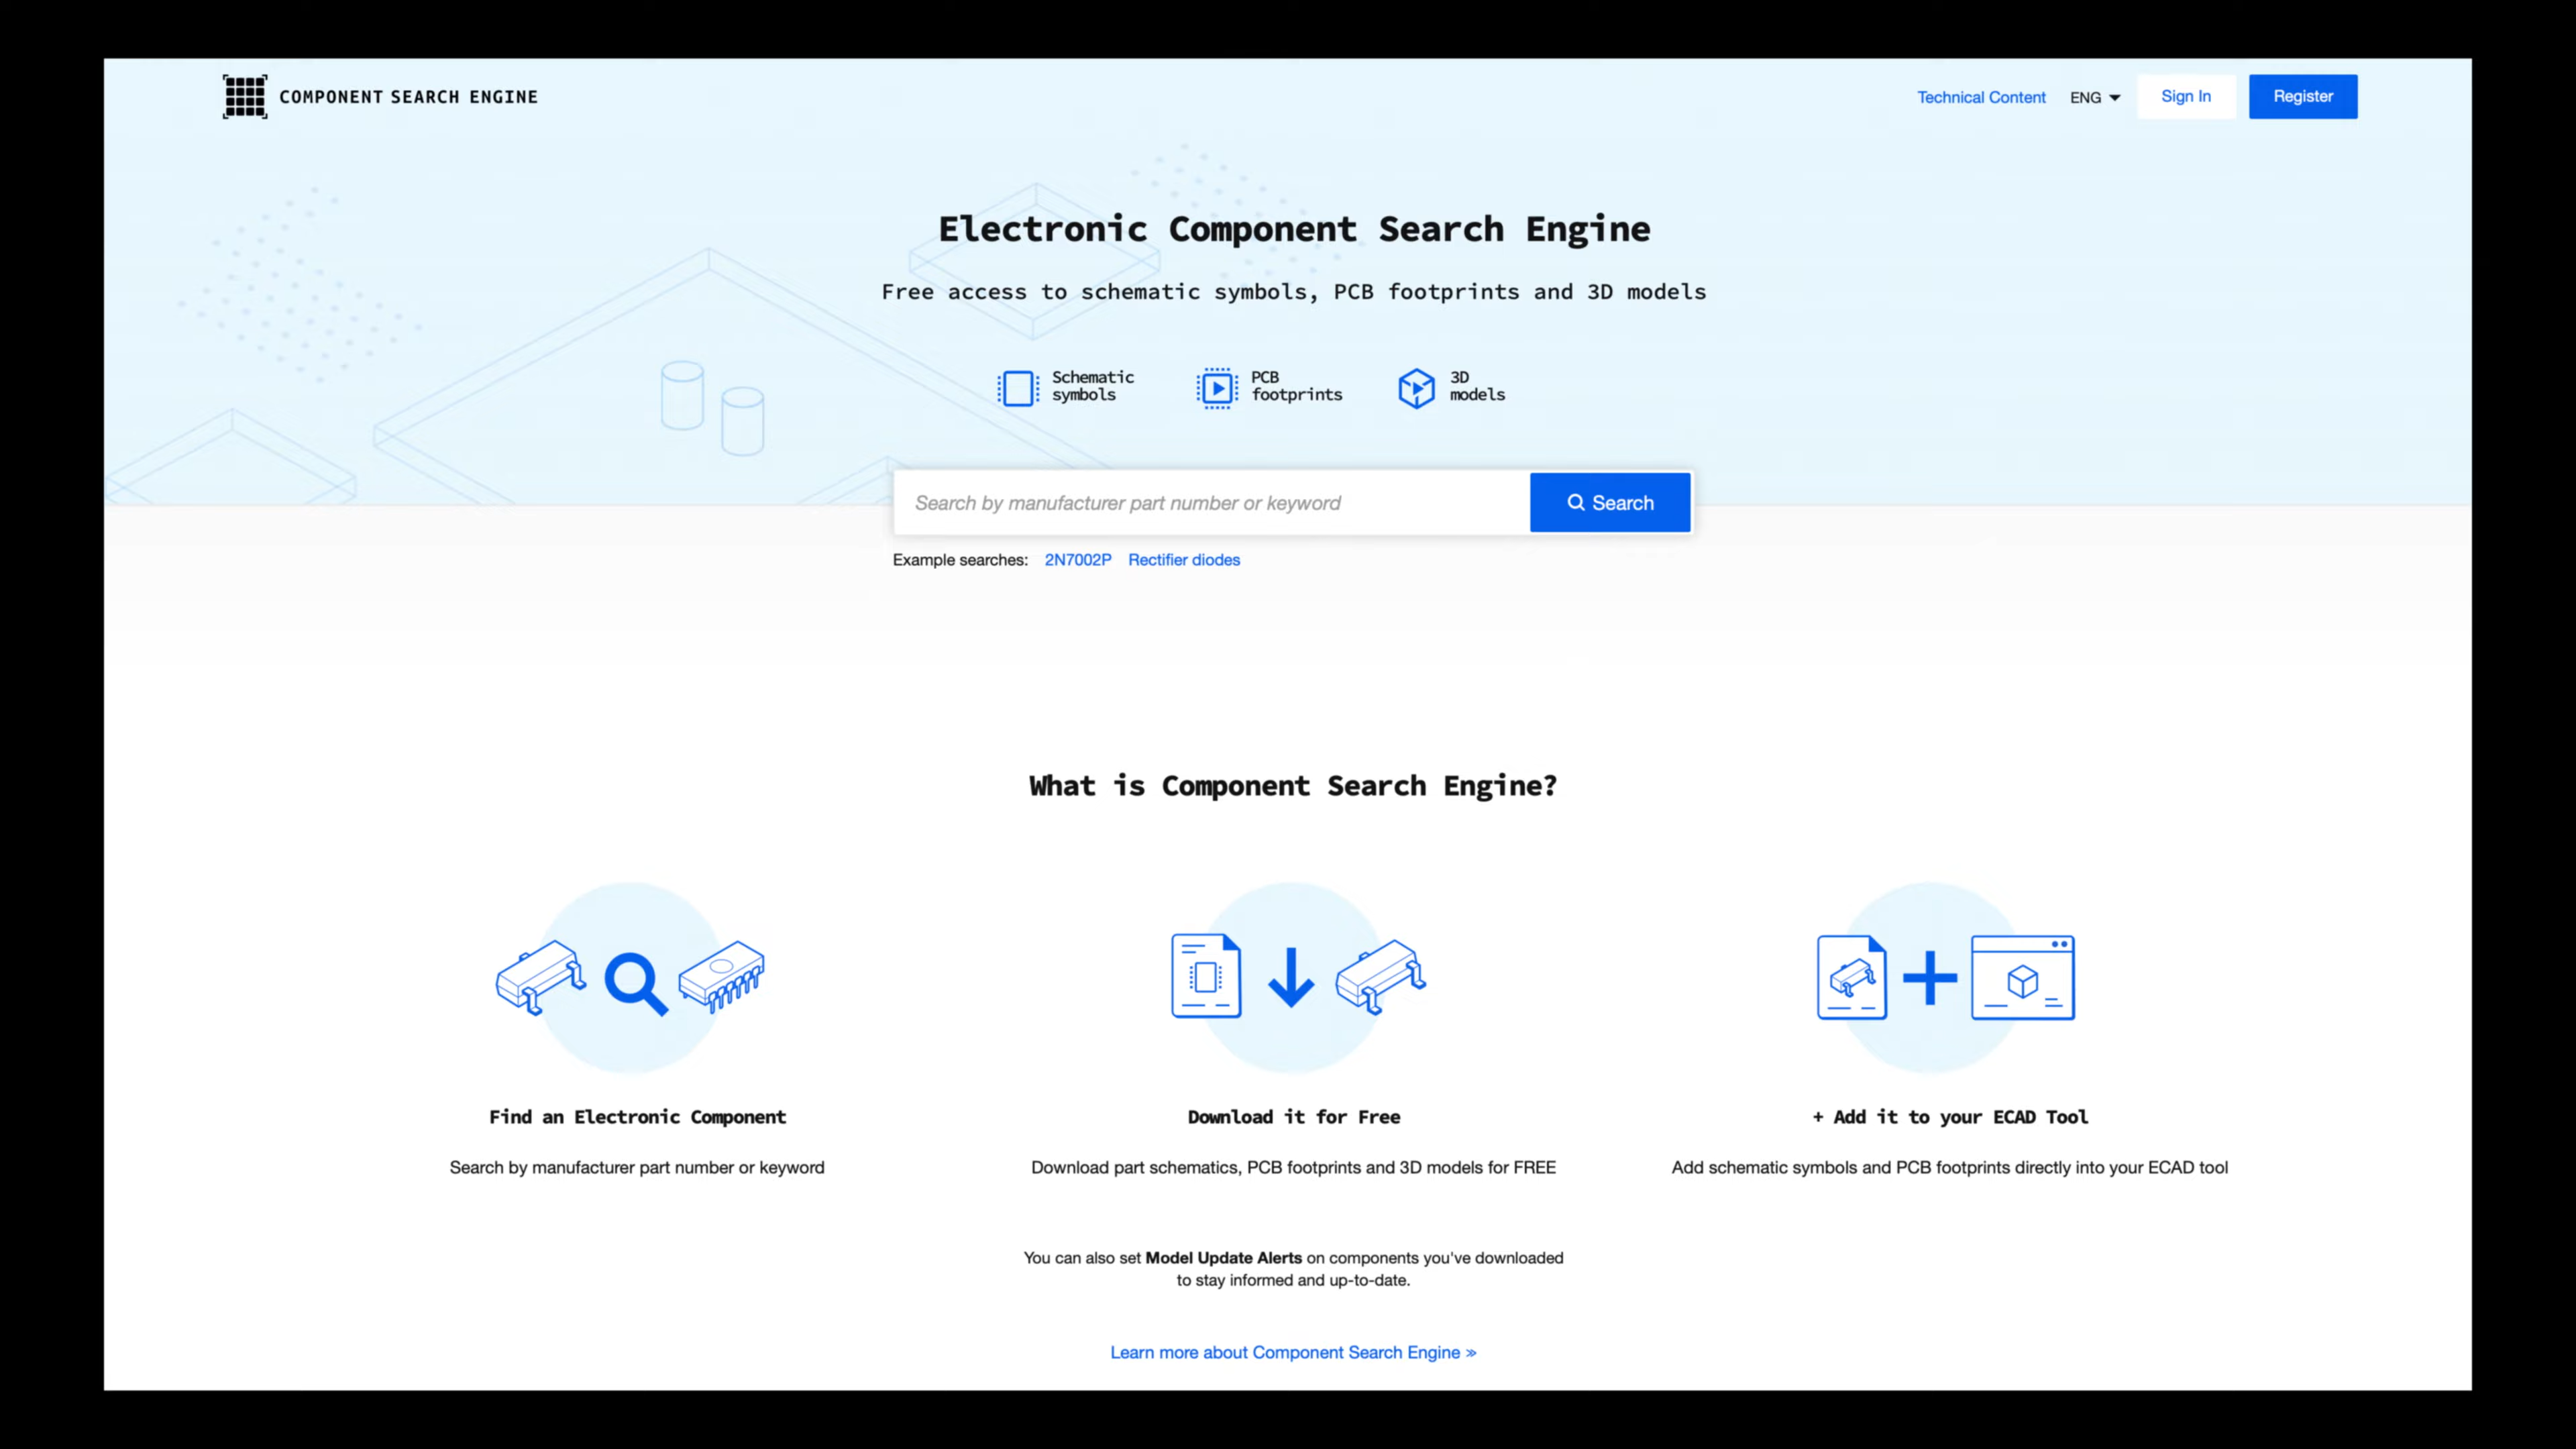 COMPONENT SEARCH ENGINE
Technical Content
ENG
Sign In
Register
Electronic Component Search Engine
Free access to schematic symbols, PCB footprints and 3D models
Schematic
symbols
PCB
footprints
3D
models
Search by manufacturer part number or keyword
Search
Example searches: 2N7002P Rectifier diodes
What is Component Search Engine?
Find an Electronic Component
Search by manufacturer part number or keyword
Download it for Free
Download part schematics, PCB footprints and 3D models for FREE
+ Add it to your ECAD Tool
Add schematic symbols and PCB footprints directly into your ECAD tool
You can also set Model Update Alerts on components you've downloaded
to stay informed and up-to-date.
Learn more about Component Search Engine »